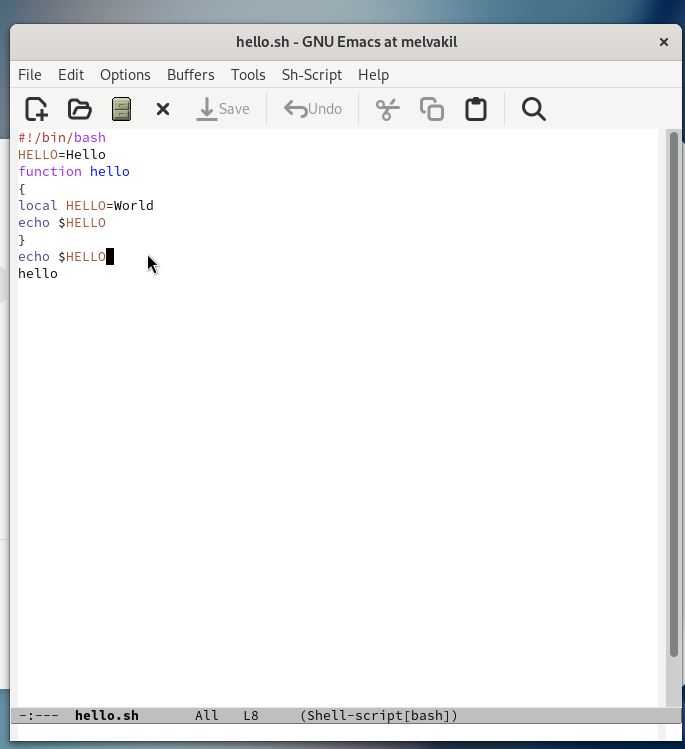 hello.sh - GNU Emacs at melvakil
File Edit Options Buffers Tools Sh-Script Help
Save Undo
#!/bin/bash
HELLO=Hello
function hello
{
local HELLO=World
echo $HELLO
}
echo $HELLO
hello
-:--- hello.sh All L8 (Shell-script[bash])